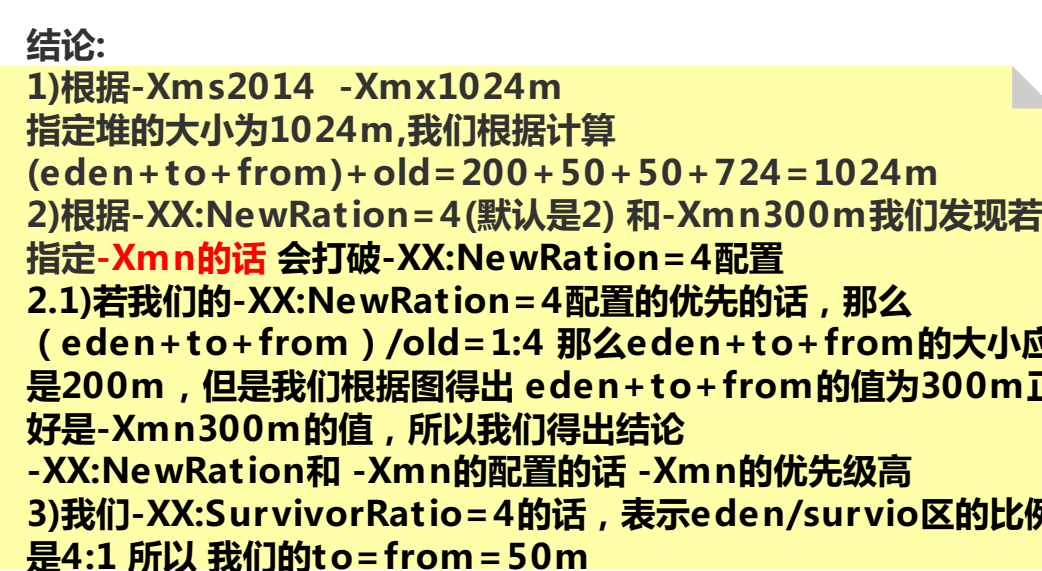 结论:
1)根据-Xms2014 -Xmx1024m
指定堆的大小为1024m,我们根据计算
(eden+to+from)+old=200+50+50+724=1024m
2)根据-XX:NewRation=4(默认是2) 和-Xmn300m我们发现若
指定-Xmn的话 会打破-XX:NewRation=4配置
2.1)若我们的-XX:NewRation=4配置的优先的话，那么
（eden+to+from）/old=1:4 那么eden+to+from的大小应
是200m，但是我们根据图得出 eden+to+from的值为300m正
好是-Xmn300m的值，所以我们得出结论
-XX:NewRation和 -Xmn的配置的话 -Xmn的优先级高
3)我们-XX:SurvivorRatio=4的话，表示eden/survio区的比例
是4:1 所以 我们的to=from=50m